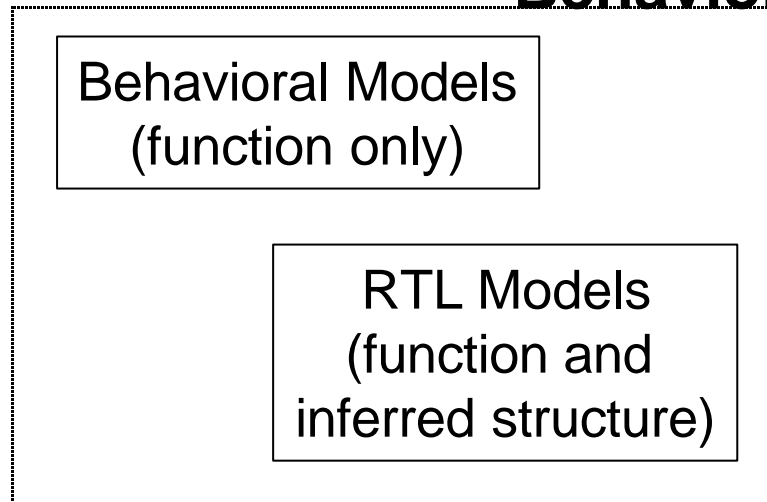 Behavioral Models
(function only)
RTL Models
(function and
inferred structure)